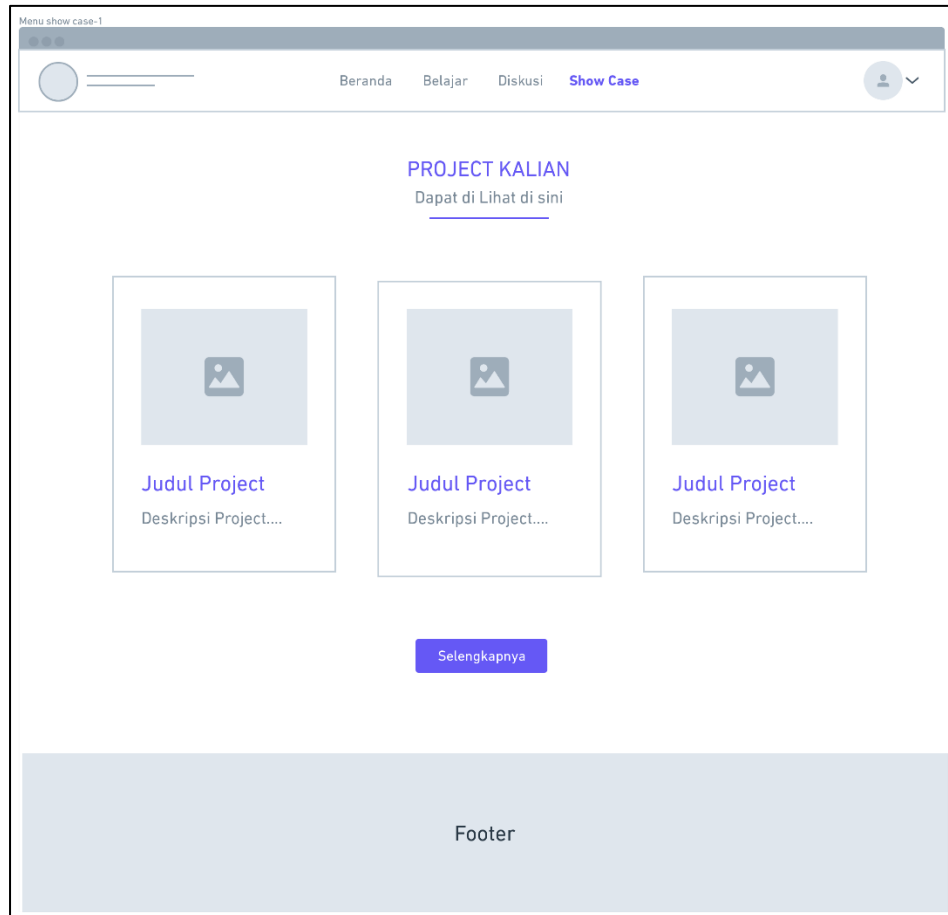 Menu show case-1
Beranda Belajar Diskusi Show Case
PROJECT KALIAN
Dapat di Lihat di sini
Judul Project Judul Project Judul Project
Deskripsi Project.... Deskripsi Project.... Deskripsi Project....
Selengkapnya
Footer